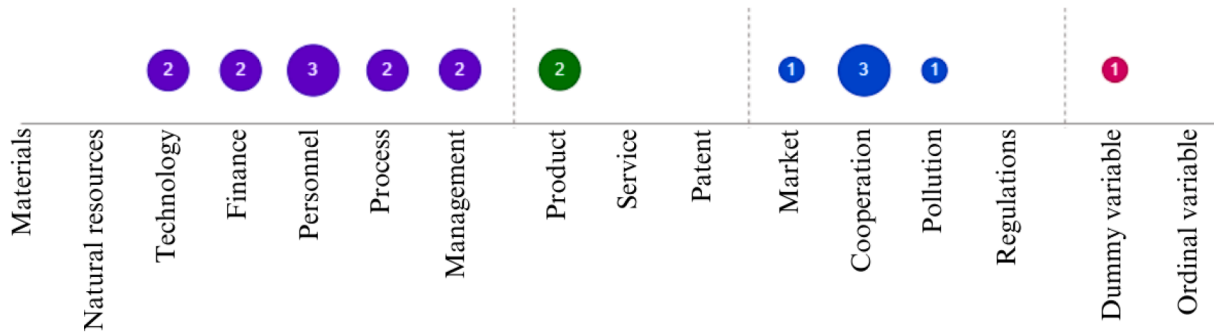 2 2 3 2 2 2 1 3 1 1
Materials
Natural resources
Technology
Finance
Personnel
Process
Management
Product
Service
Patent
Market
Cooperation
Pollution
Regulations
Dummy variable
Ordinal variable